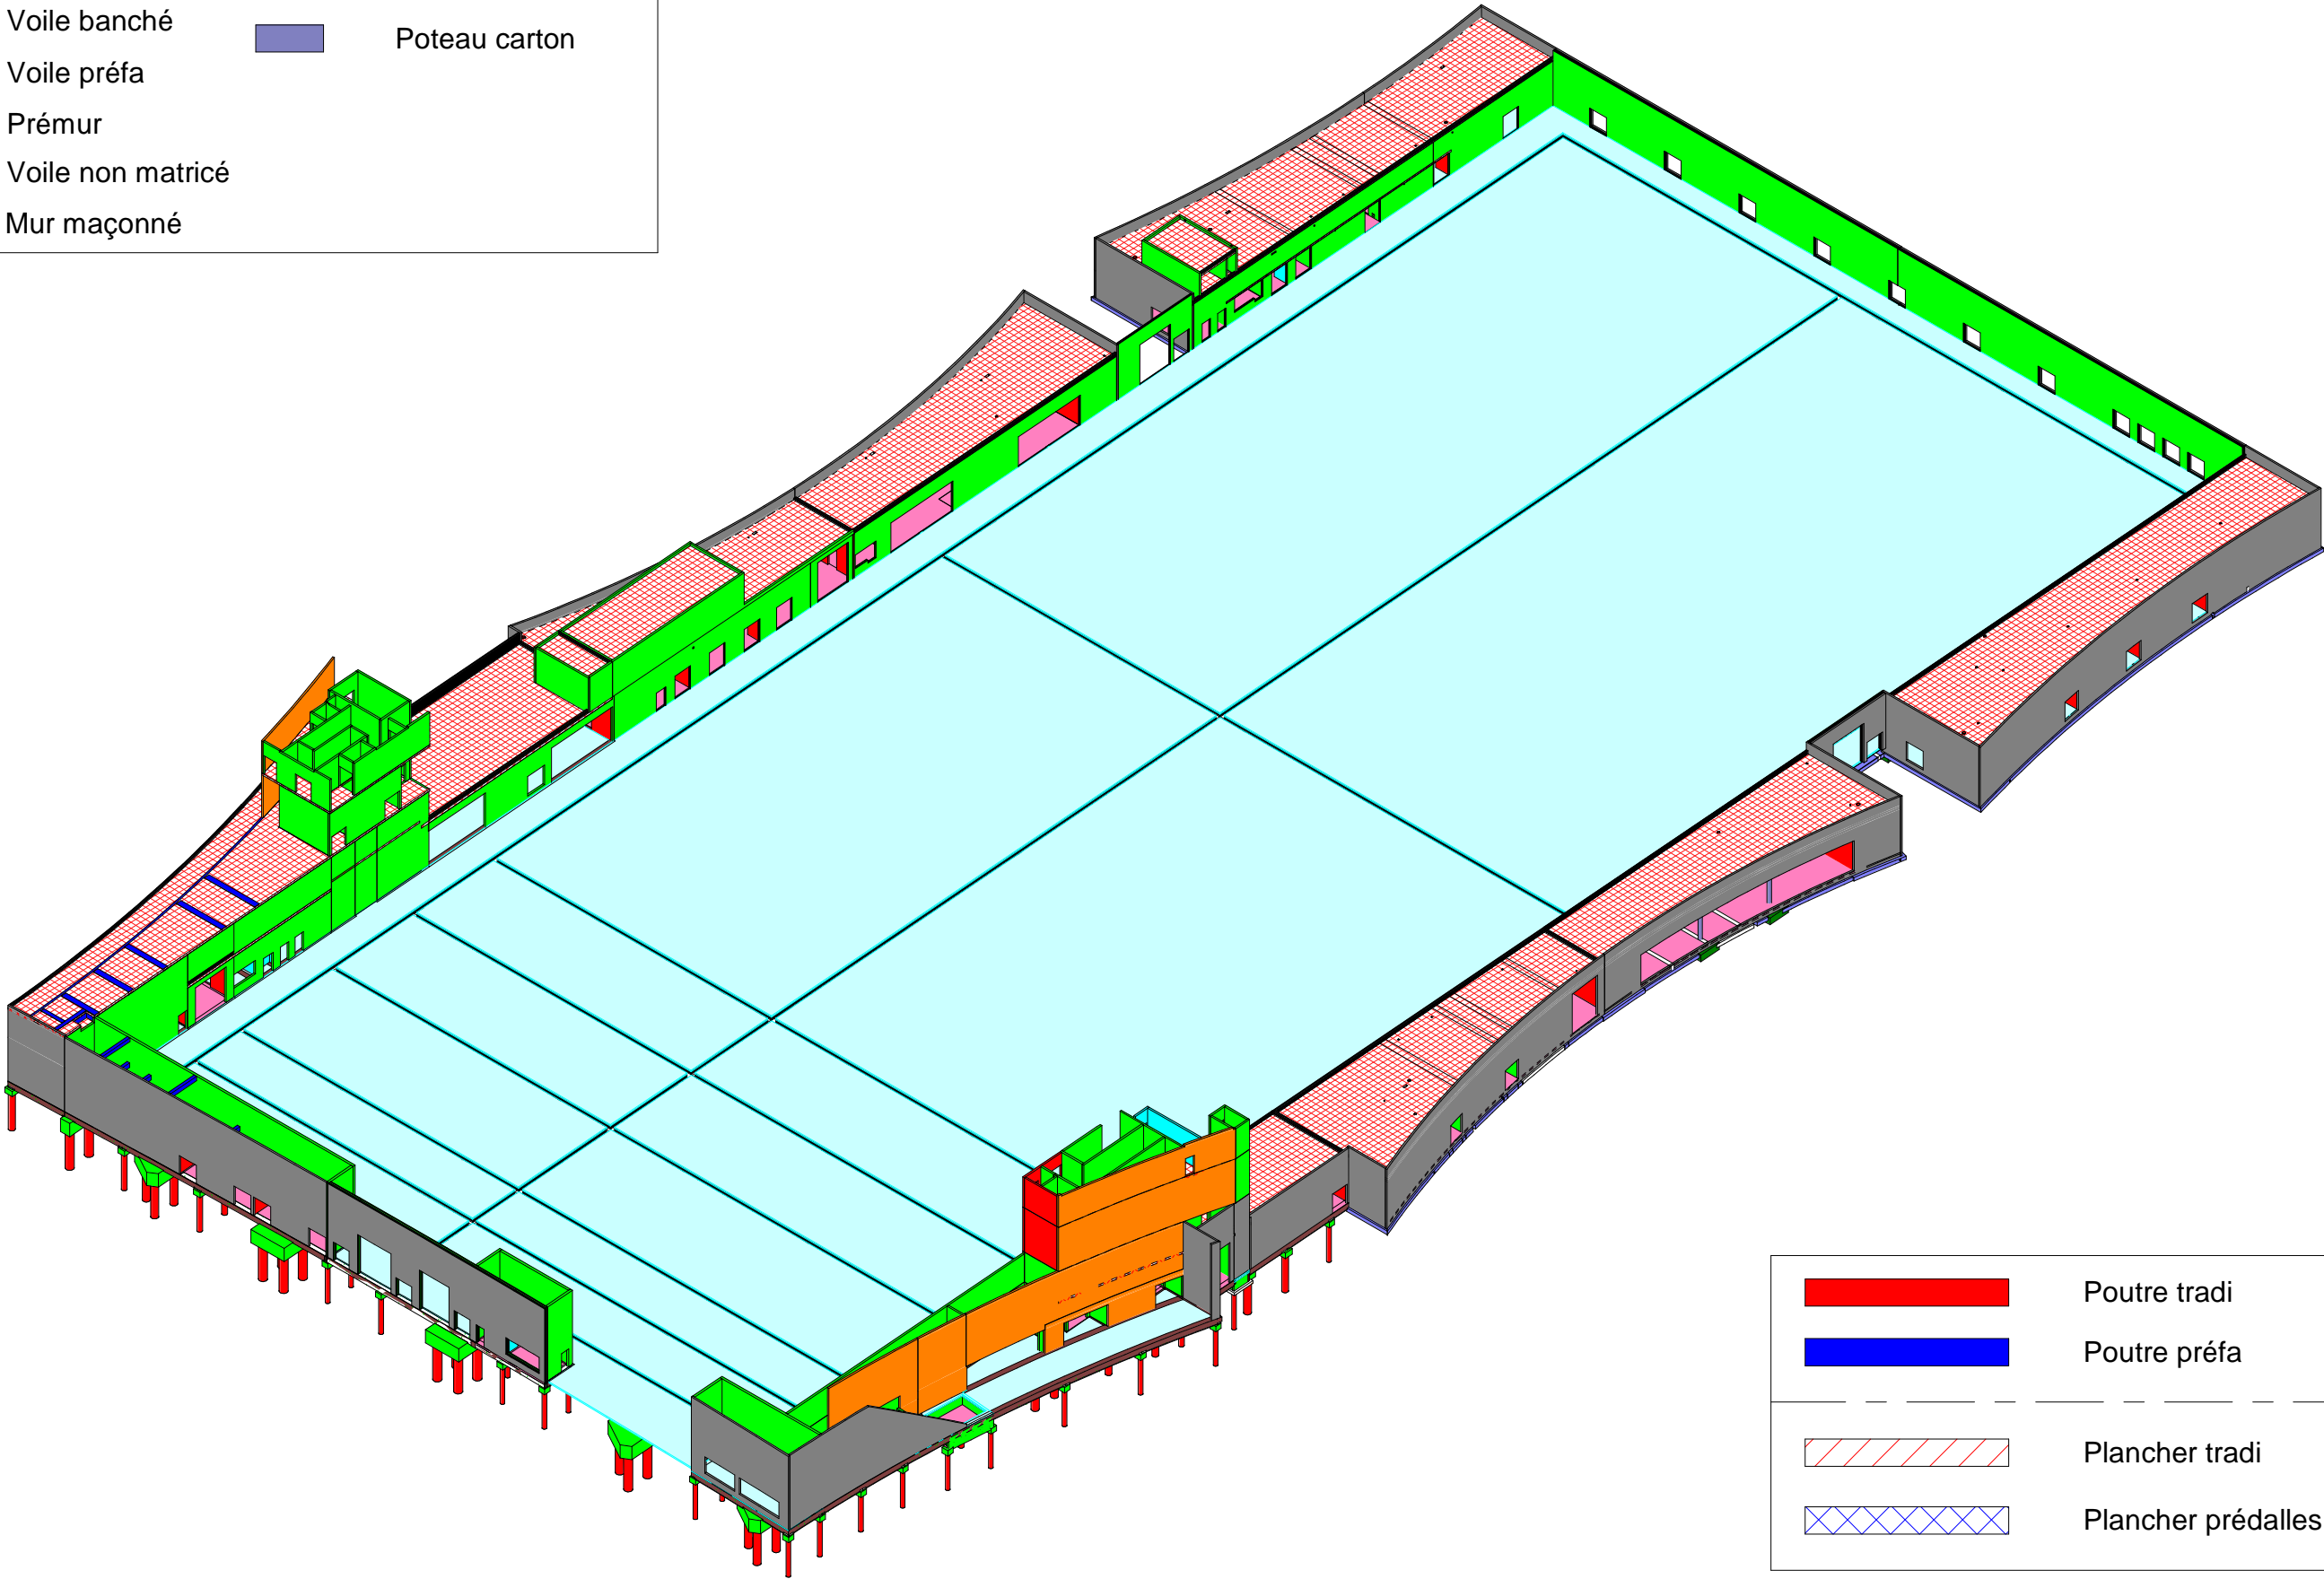 Voile banché
Poteau carton
Voile préfa
Prémur
Voile non matricé
Mur maçonné
Poutre tradi
Poutre préfa
Plancher tradi
Plancher prédalles